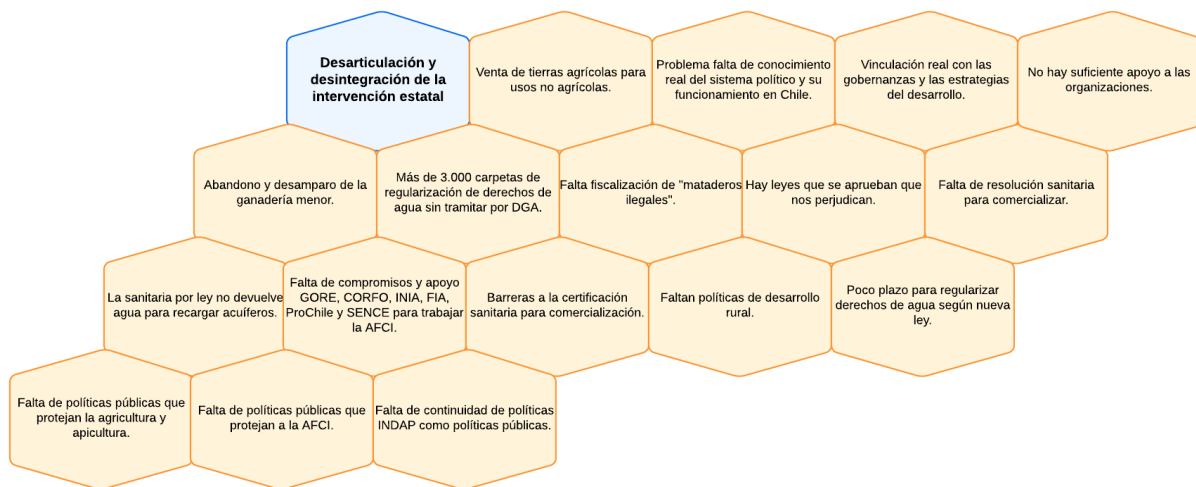 Desarticulación y
desintegración de la
intervención estatal
Venta de tierras agrícolas para
usos no agrícolas.
Problema falta de conocimiento
real del sistema político y su
funcionamiento en Chile.
Vinculación real con las
gobernanzas y las estrategias
del desarrollo.
No hay suficiente apoyo a las
organizaciones.
Abandono y desamparo de la
ganadería menor.
Más de 3.000 carpetas de
regularización de derechos de
agua sin tramitar por DGA.
Falta fiscalización de "mataderos
ilegales".
Hay leyes que se aprueban que
nos perjudican.
Falta de resolución sanitaria
para comercializar.
La sanitaria por ley no devuelve
agua para recargar acuíferos.
Falta de compromisos y apoyo
GORE, CORFO, INIA, FIA,
ProChile y SENCE para trabajar
la AFCI.
Barreras a la certificación
sanitaria para comercialización.
Faltan políticas de desarrollo
rural.
Poco plazo para regularizar
derechos de agua según nueva
ley.
Falta de políticas públicas que
protejan la agricultura y
apicultura.
Falta de políticas públicas que
protejan a la AFCI.
Falta de continuidad de políticas
INDAP como políticas públicas.